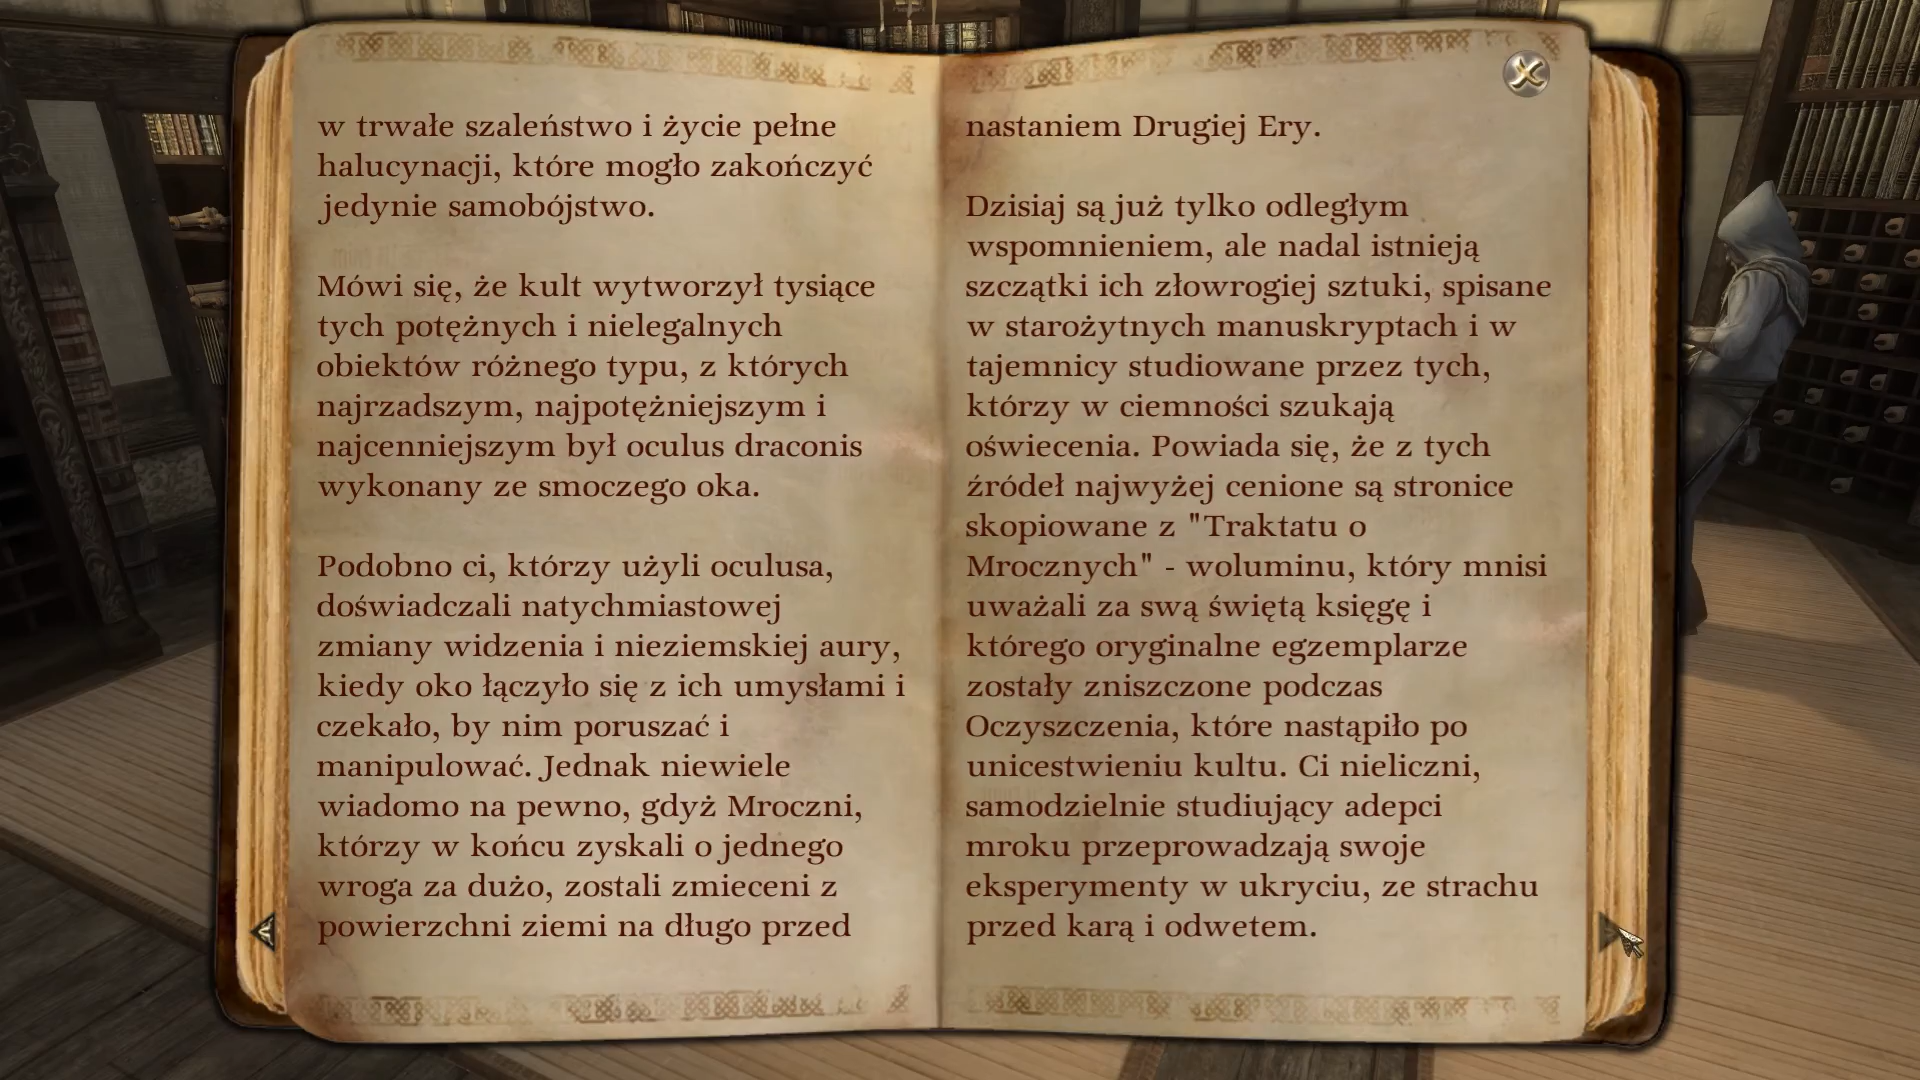 w trwałe szaleństwo i życie pełne
halucynacji, które mogło zakończyć
jedynie samobójstwo.
Mówi się, że kult wytworzył tysiące
tych potężnych i nielegalnych
obiektów różnego typu, z których
najrzadszym, najpotężniejszym i
najcenniejszym był oculus draconis
wykonany ze smoczego oka.
Podobno ci, którzy użyli oculusa,
doświadczali natychmiastowej
zmiany widzenia i nieziemskiej aury,
kiedy oko łączyło się z ich umysłami i
czekało, by nim poruszać i
manipulować. Jednak niewiele
wiadomo na pewno, gdyż Mroczni,
którzy w końcu zyskali o jednego
wroga za dużo, zostali zmieceni z
powierzchni ziemi na długo przed
nastaniem Drugiej Ery.
Dzisiaj są już tylko odległym
wspomnieniem, ale nadal istnieją
szczątki ich złowrogiej sztuki, spisane
w starożytnych manuskryptach i w
tajemnicy studiowane przez tych,
którzy w ciemności szukają
oświecenia. Powiada się, że z tych
źródeł najwyżej cenione są stronice
skopiowane z "Traktatu o
Mrocznych" - woluminu, który mnisi
uważali za swą świętą księgę i
którego oryginalne egzemplarze
zostały zniszczone podczas
Oczyszczenia, które nastąpiło po
unicestwieniu kultu. Ci nieliczni,
samodzielnie studiujący adepci
mroku przeprowadzają swoje
eksperymenty w ukryciu, ze strachu
przed karą i odwetem.